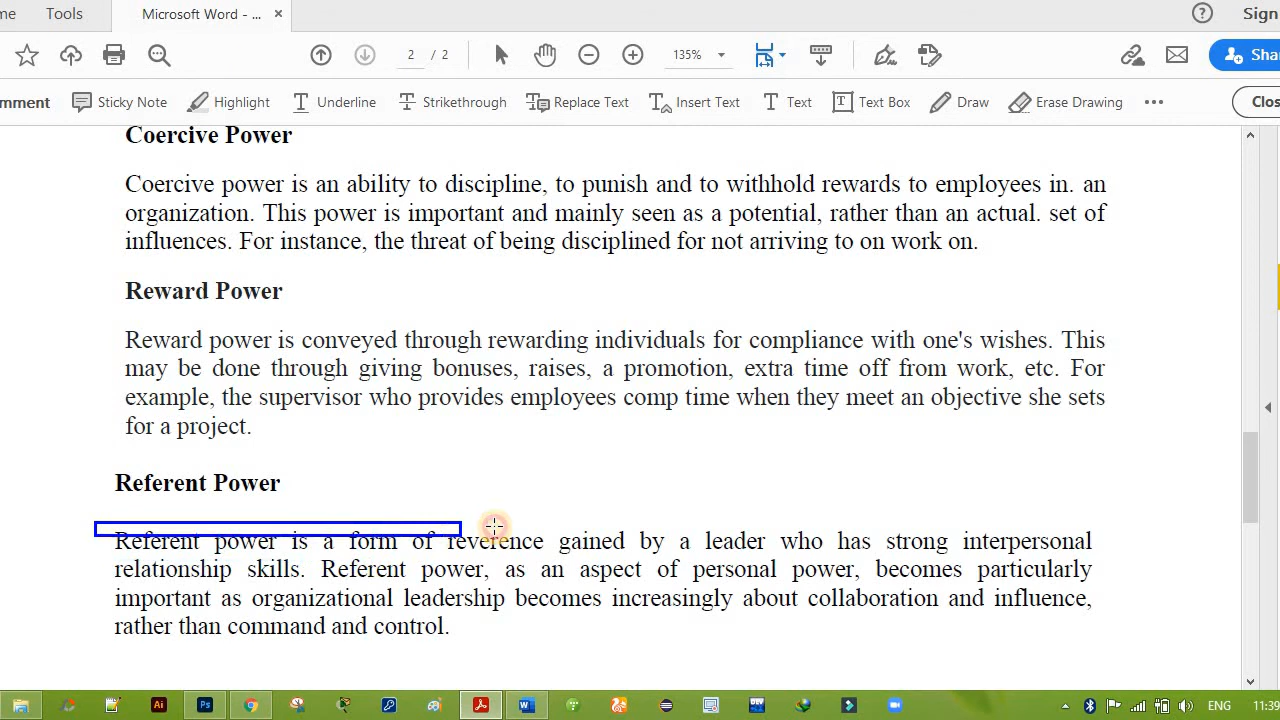 me Tools Microsoft Word - ... × ? Sign
2 / 2 135% Sha
mment Sticky Note Highlight Underline Strikethrough Replace Text Insert Text Text Text Box Draw Erase Drawing ••• Clos
Coercive Power
Coercive power is an ability to discipline, to punish and to withhold rewards to employees in. an
organization. This power is important and mainly seen as a potential, rather than an actual. set of
influences. For instance, the threat of being disciplined for not arriving to on work on.
Reward Power
Reward power is conveyed through rewarding individuals for compliance with one's wishes. This
may be done through giving bonuses, raises, a promotion, extra time off from work, etc. For
example, the supervisor who provides employees comp time when they meet an objective she sets
for a project.
Referent Power
Referent power is a form of reverence gained by a leader who has strong interpersonal
relationship skills. Referent power, as an aspect of personal power, becomes particularly
important as organizational leadership becomes increasingly about collaboration and influence,
rather than command and control.
Ai Ps W ENG 11:39